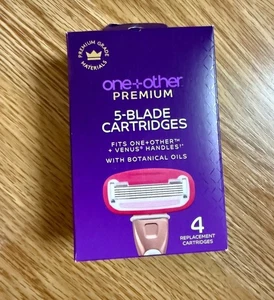 PREMIUM GRADE
MATERIALS
one+other
PREMIUM
5-BLADE
CARTRIDGES
FITS ONE+OTHER™
+ VENUS® HANDLES!*
WITH BOTANICAL OILS
4
REPLACEMENT
CARTRIDGES